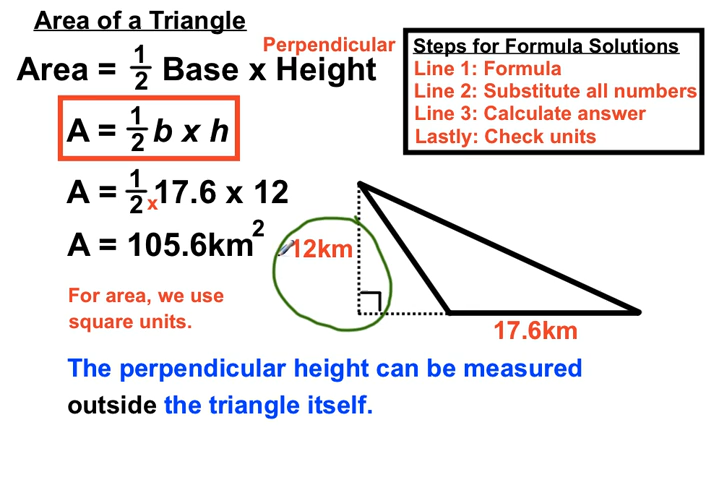 Area of a Triangle
Perpendicular
Area = 1/2 Base x Height
A = 1/2 b x h
A = 1/2 x 17.6 x 12
A = 105.6km²
For area, we use
square units.
Steps for Formula Solutions
Line 1: Formula
Line 2: Substitute all numbers
Line 3: Calculate answer
Lastly: Check units
12km
17.6km
The perpendicular height can be measured
outside the triangle itself.